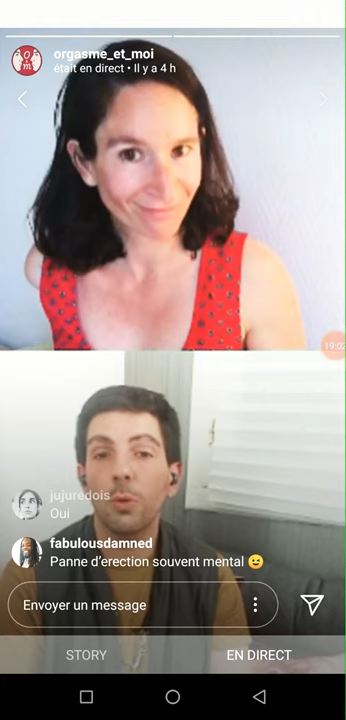 orgasme_et_moi
était en direct • Il y a 4 h
19:02
jujuredois
Oui
fabulousdamned
Panne d'erection souvent mental 😉
Envoyer un message
STORY
EN DIRECT